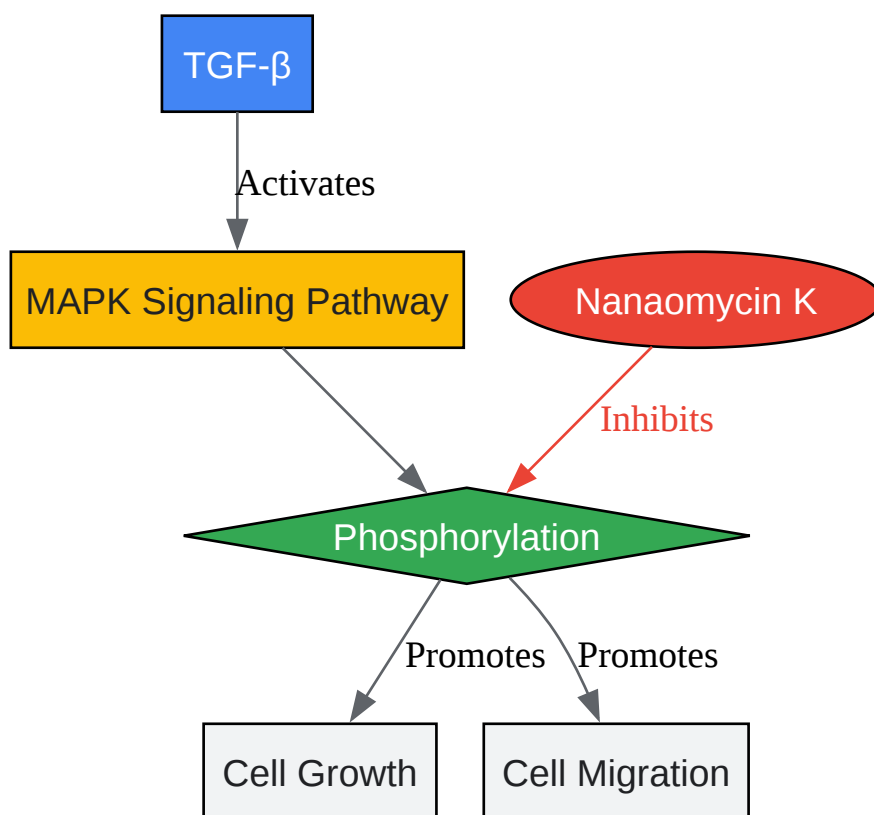 TGF-β
Activates
MAPK Signaling Pathway
Nanaomycin K
Inhibits
Phosphorylation
Promotes
Promotes
Cell Growth
Cell Migration